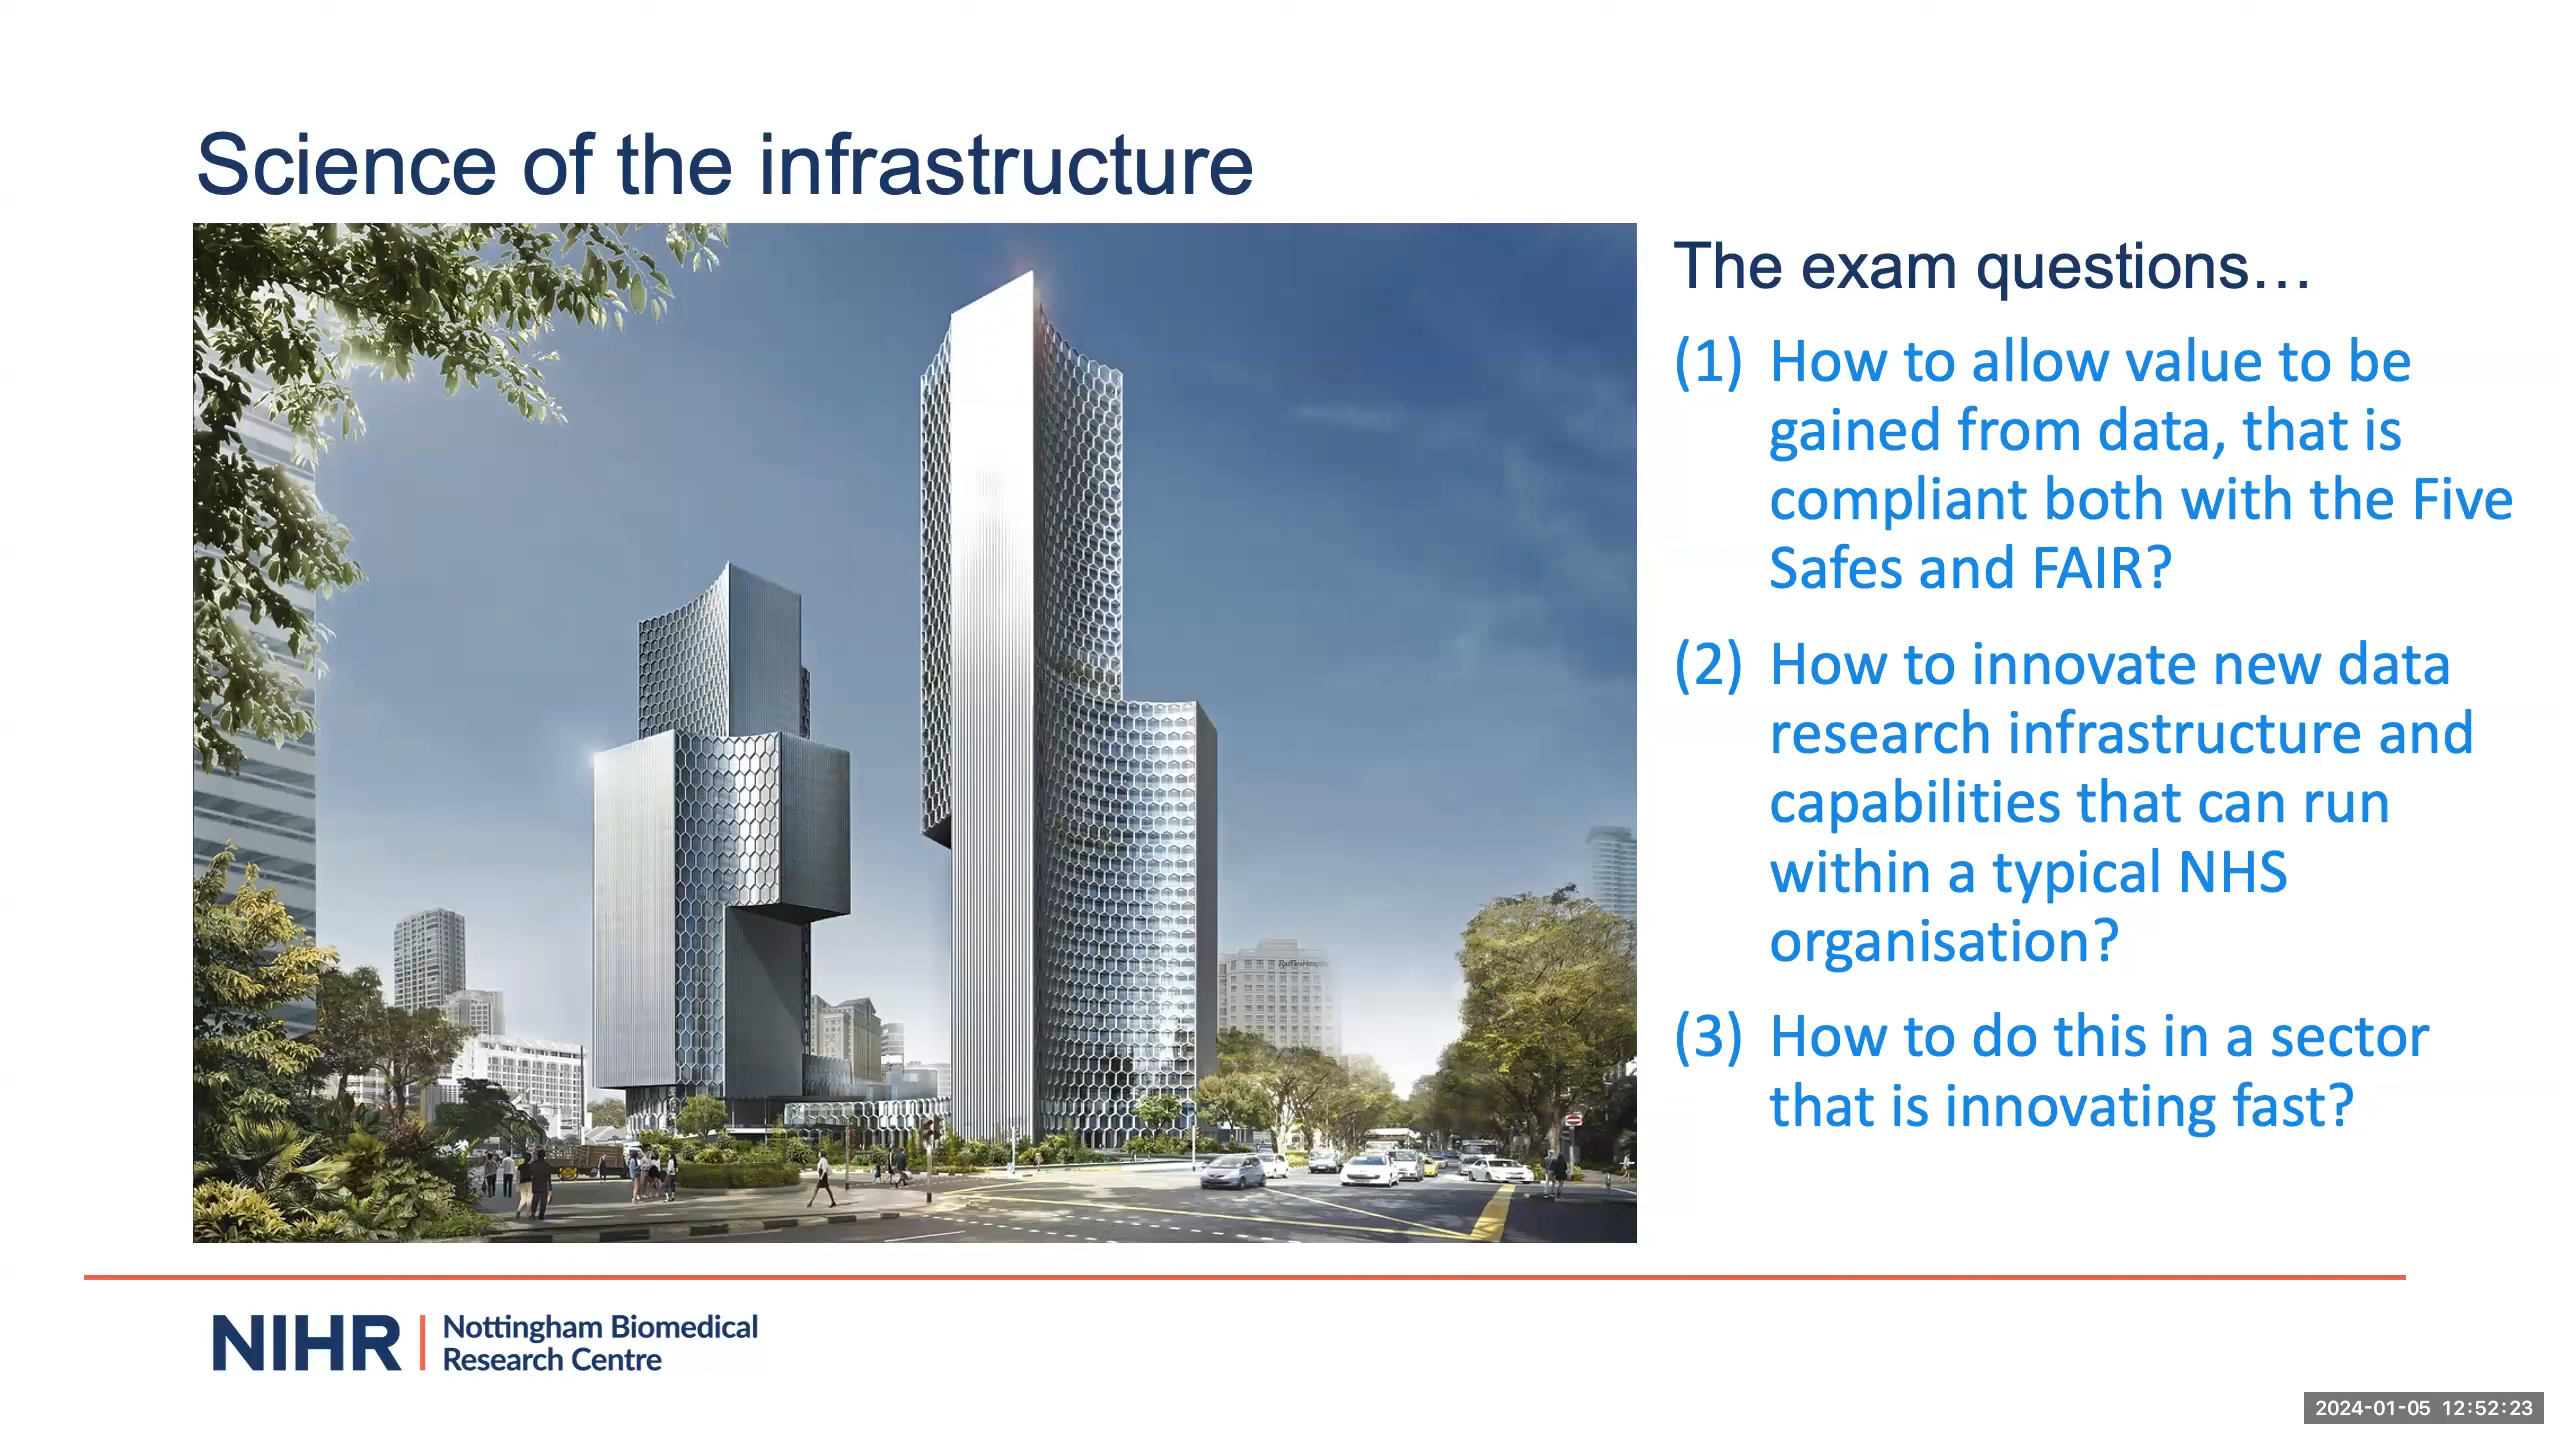 Science of the infrastructure
The exam questions…
(1) How to allow value to be
gained from data, that is
compliant both with the Five
Safes and FAIR?
(2) How to innovate new data
research infrastructure and
capabilities that can run
within a typical NHS
organisation?
(3) How to do this in a sector
that is innovating fast?
RafflesHospital
NIHR
Nottingham Biomedical
Research Centre
2024-01-05 12:52:23